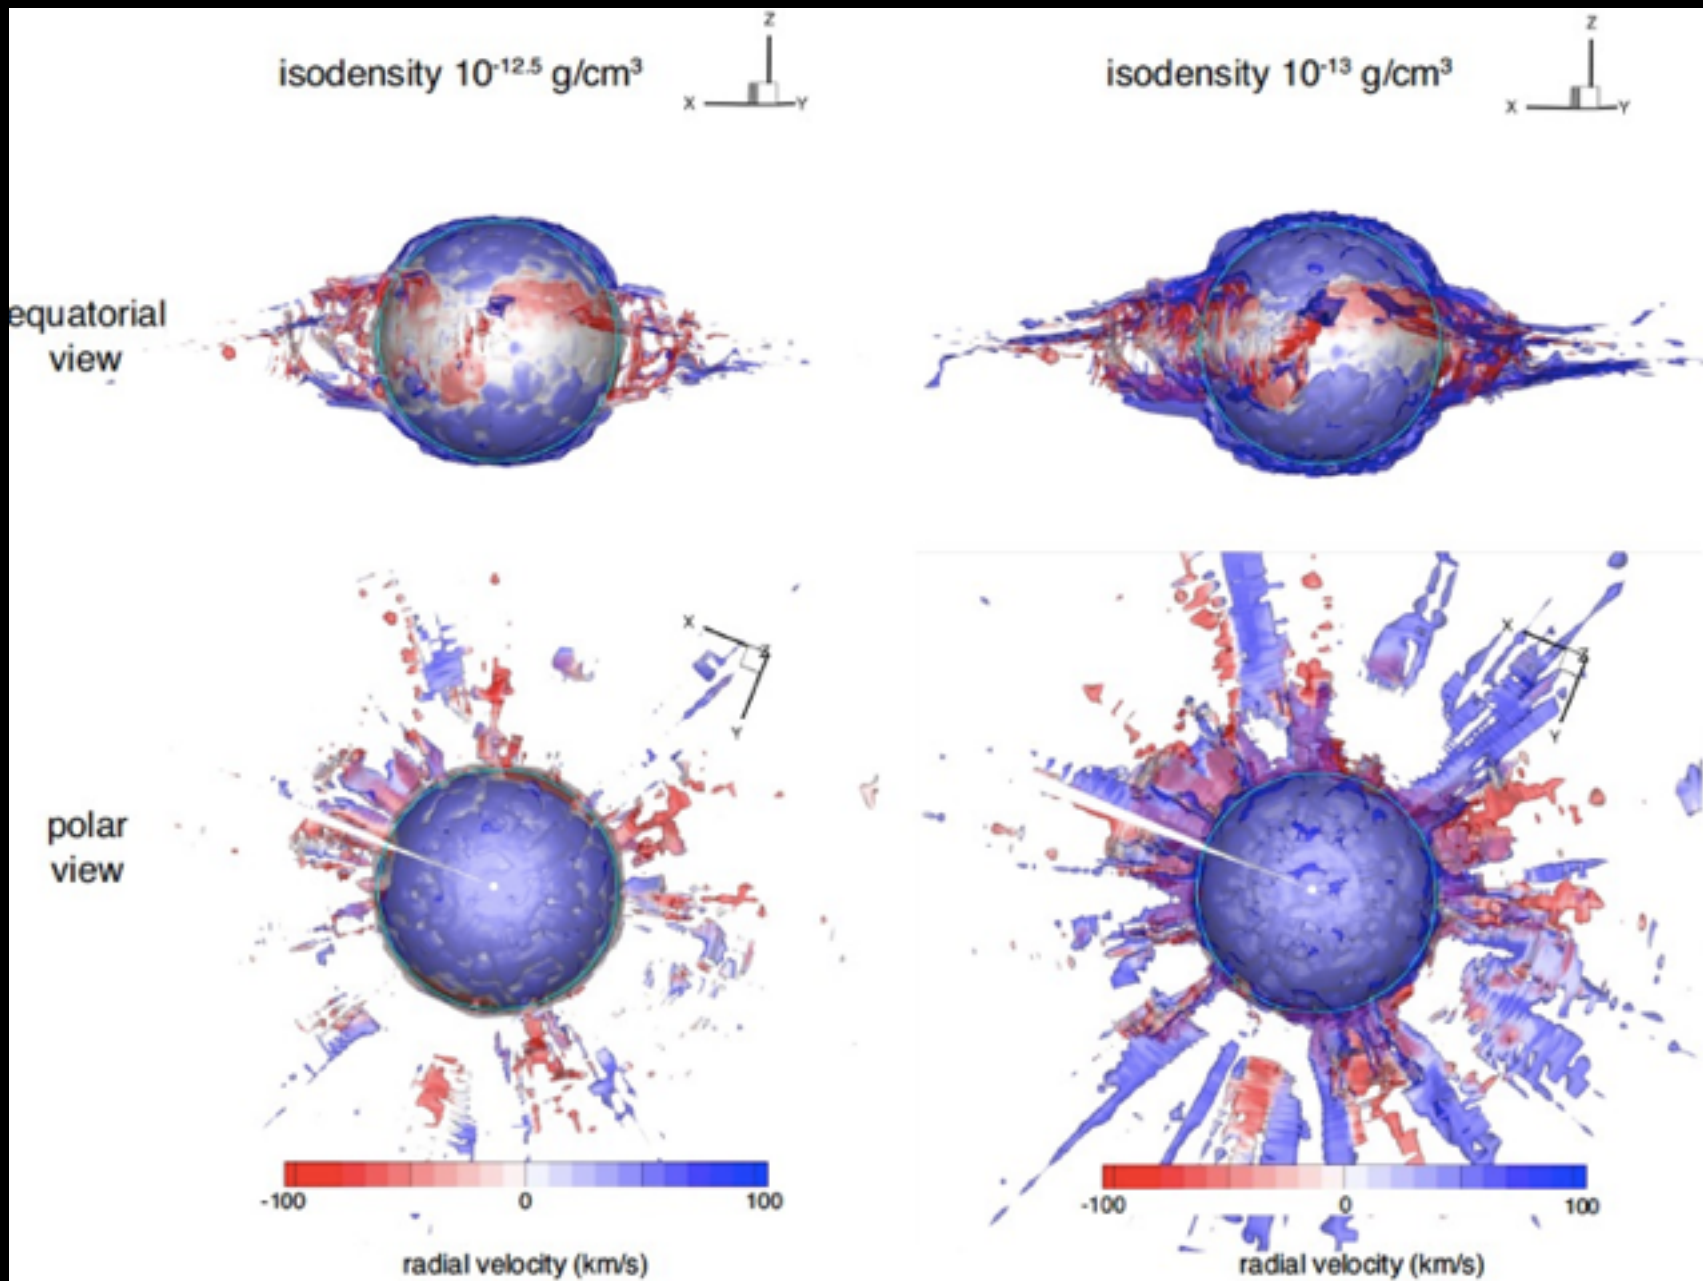 isodensity 10⁻¹²·⁵ g/cm³
Z
X
Y
isodensity 10⁻¹³ g/cm³
Z
X
Y
equatorial
view
X
Z
Y
X
Z
Y
polar
view
-100
0
100
radial velocity (km/s)
-100
0
100
radial velocity (km/s)